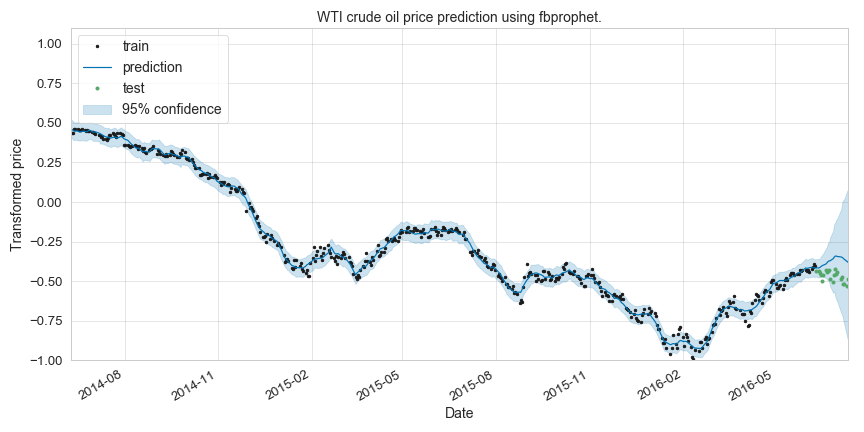 WTI crude oil price prediction using fbprophet.
train
prediction
test
95% confidence
Transformed price
1.00
0.75
0.50
0.25
0.00
−0.25
−0.50
−0.75
−1.00
2014-08
2014-11
2015-02
2015-05
2015-08
2015-11
2016-02
2016-05
Date